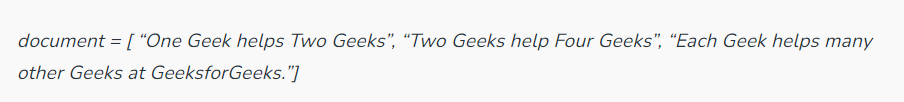 document = [ “One Geek helps Two Geeks”, “Two Geeks help Four Geeks”, “Each Geek helps many
other Geeks at GeeksforGeeks.”]